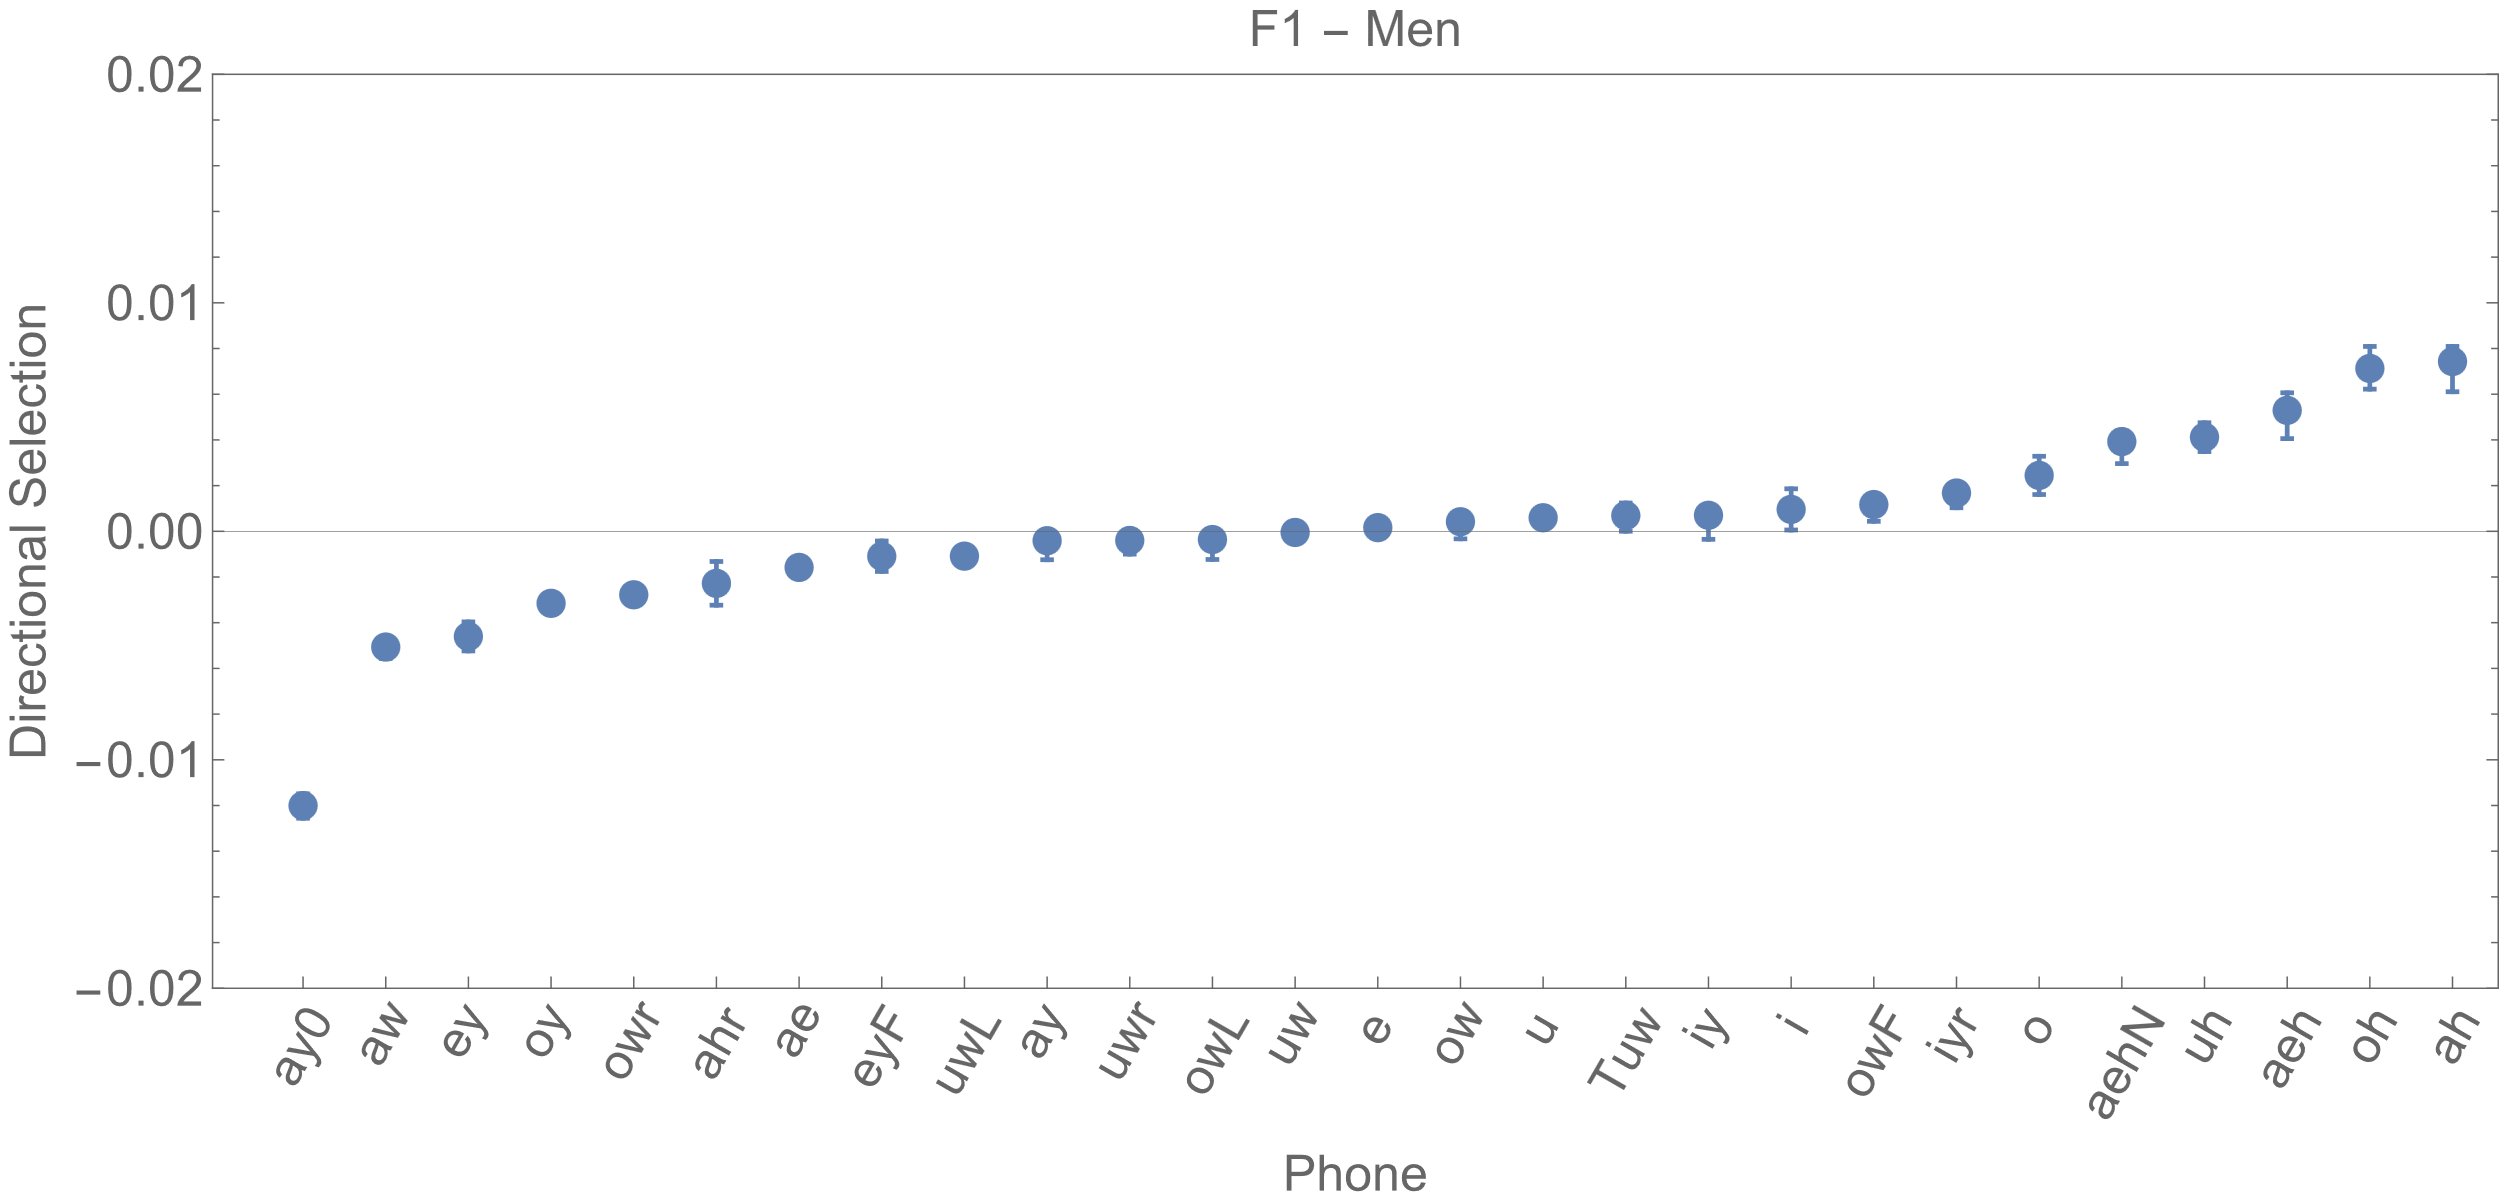 F1 – Men
0.02
0.01
0.00
−0.01
−0.02
Directional Selection
ay0
aw
ey
oy
owr
ahr
ae
eyF
uwL
ay
uwr
owL
uw
e
ow
u
Tuw
iy
i
owF
iyr
o
aeh/
uh
aeh
oh
ah
Phone